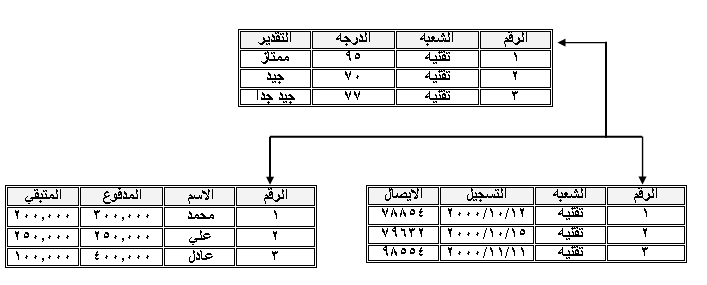 الرقم الشعبه الدرجه التقدير
١ تقنيه ٩٥ ممتاز
٢ تقنيه ٧٠ جيد
٣ تقنيه ٧٧ جيد جدا
الرقم الشعبه التسجيل الايصال
١ تقنيه ٢٠٠٠/١٠/١٢ ٧٨٨٥٤
٢ تقنيه ٢٠٠٠/١٠/١٥ ٧٩٦٣٢
٣ تقنيه ٢٠٠٠/١١/١١ ٩٨٥٥٤
الرقم الاسم المدفوع المتبقي
١ محمد ٣٠٠,٠٠٠ ٢٠٠,٠٠٠
٢ علي ٢٥٠,٠٠٠ ٢٥٠,٠٠٠
٣ عادل ٤٠٠,٠٠٠ ١٠٠,٠٠٠